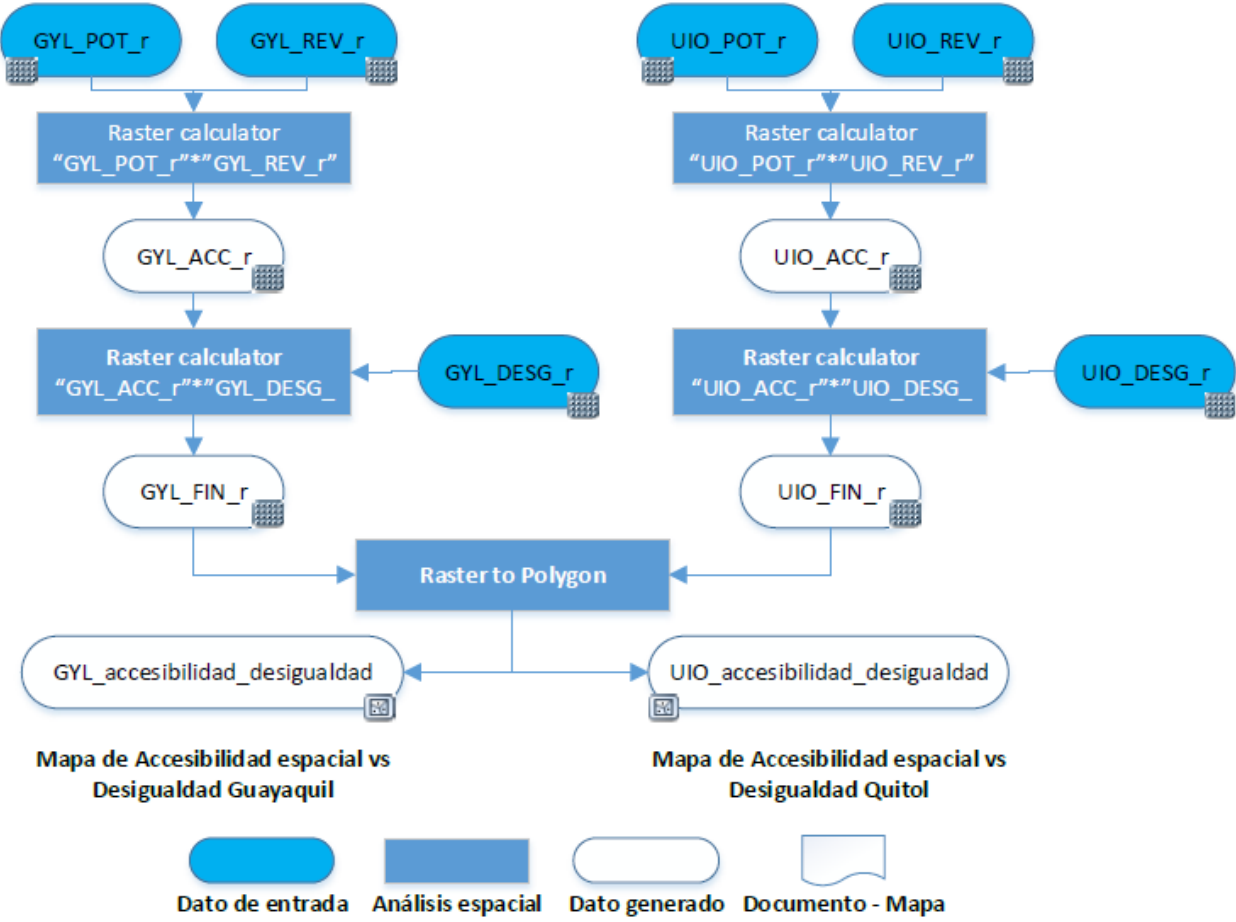 GYL_POT_r
GYL_REV_r
UIO_POT_r
UIO_REV_r
Raster calculator
“GYL_POT_r”*”GYL_REV_r”
Raster calculator
“UIO_POT_r”*”UIO_REV_r”
GYL_ACC_r
UIO_ACC_r
Raster calculator
“GYL_ACC_r”*”GYL_DESG_
GYL_DESG_r
Raster calculator
“UIO_ACC_r”*”UIO_DESG_
UIO_DESG_r
GYL_FIN_r
UIO_FIN_r
Raster to Polygon
GYL_accesibilidad_desigualdad
UIO_accesibilidad_desigualdad
Mapa de Accesibilidad espacial vs
Desigualdad Guayaquil
Mapa de Accesibilidad espacial vs
Desigualdad Quitol
Dato de entrada
Análisis espacial
Dato generado
Documento - Mapa